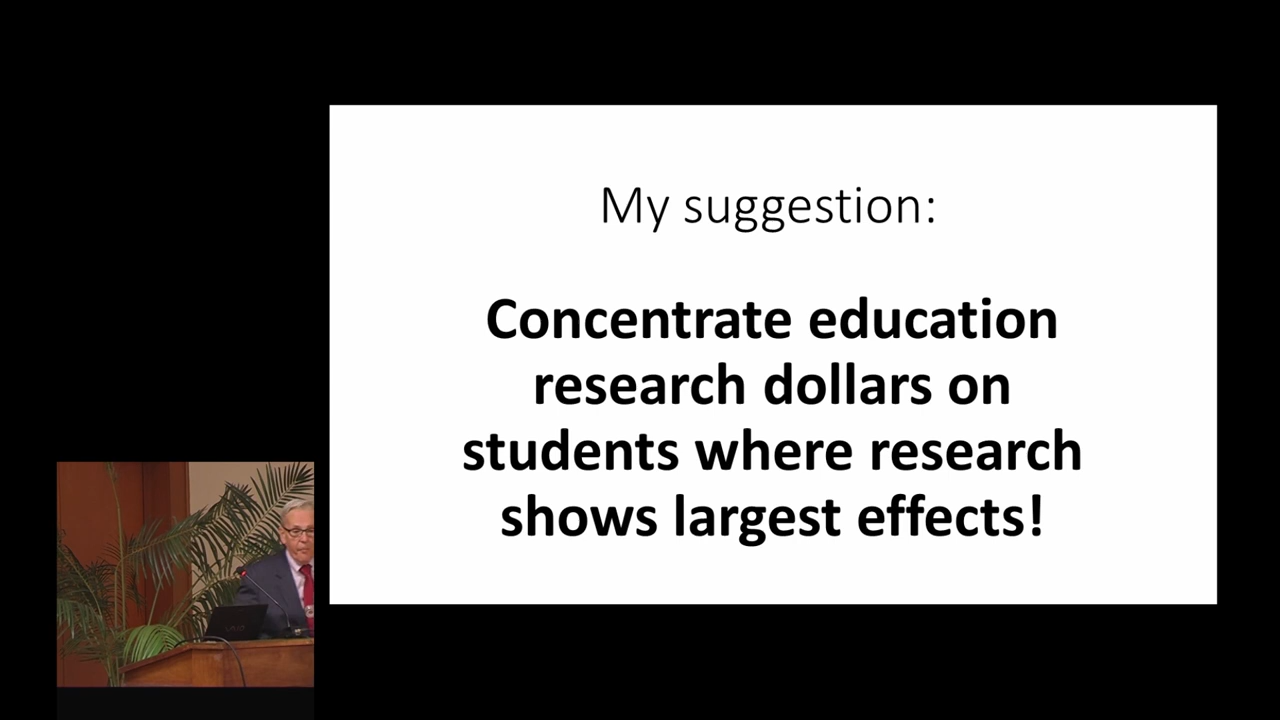 My suggestion:
Concentrate education
research dollars on
students where research
shows largest effects!